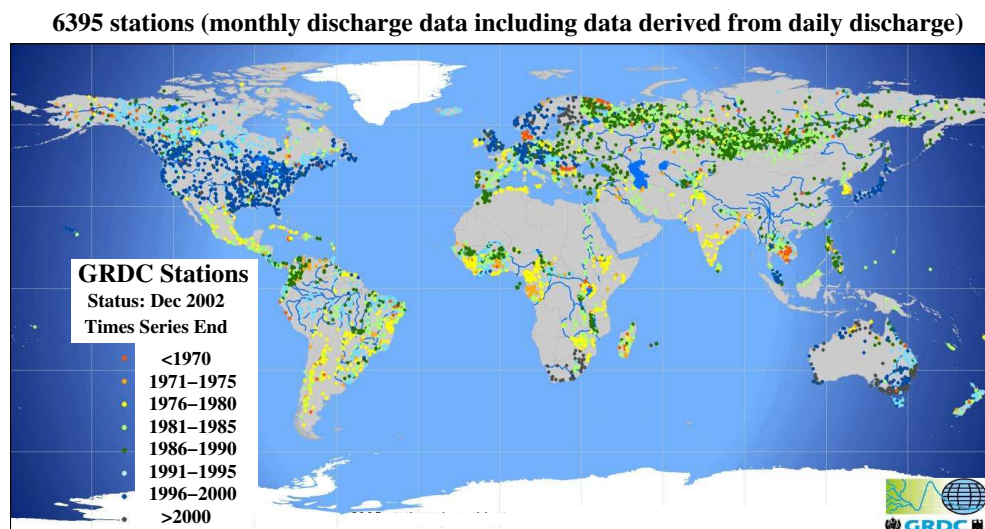 6395 stations (monthly discharge data including data derived from daily discharge)
GRDC Stations
Status: Dec 2002
Times Series End
<1970
1971–1975
1976–1980
1981–1985
1986–1990
1991–1995
1996–2000
>2000
GRDC